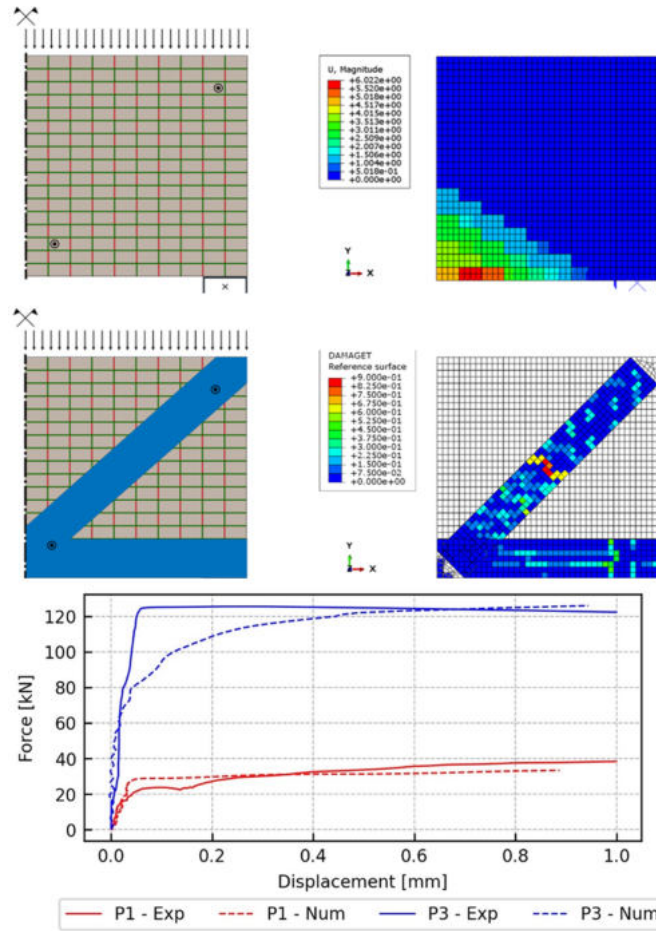 U, Magnitude
+6.022e+00
+5.520e+00
+5.018e+00
+4.517e+00
+4.015e+00
+3.513e+00
+3.011e+00
+2.509e+00
+2.007e+00
+1.506e+00
+1.004e+00
+5.018e-01
+0.000e+00
Y
Z X
DAMAGET
Reference surface
+9.000e-01
+8.250e-01
+7.500e-01
+6.750e-01
+6.000e-01
+5.250e-01
+4.500e-01
+3.750e-01
+3.000e-01
+2.250e-01
+1.500e-01
+7.500e-02
+0.000e+00
Y
Z X
120
100
80
60
40
20
0
Force [kN]
0.0 0.2 0.4 0.6 0.8 1.0
Displacement [mm]
P1 - Exp P1 - Num P3 - Exp P3 - Num